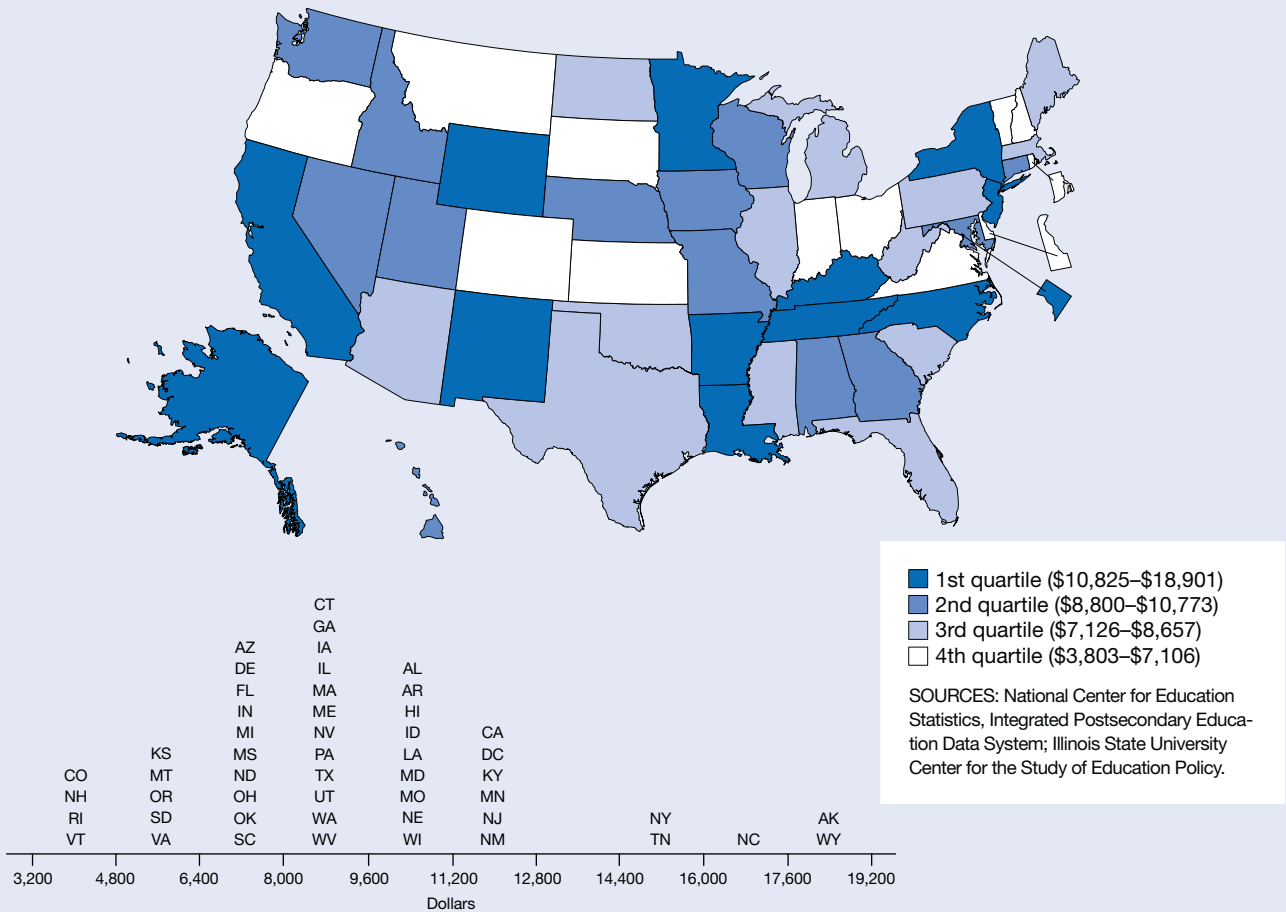 1st quartile ($10,825–$18,901)
2nd quartile ($8,800–$10,773)
3rd quartile ($7,126–$8,657)
4th quartile ($3,803–$7,106)
SOURCES: National Center for Education
Statistics, Integrated Postsecondary Educa-
tion Data System; Illinois State University
Center for the Study of Education Policy.
CT
GA
AZ IA
DE IL AL
FL MA AR
IN ME HI
MI NV ID CA
KS MS PA LA DC
CO MT ND TX MD KY
NH OR OH UT MO MN
RI SD OK WA NE NJ NY AK
VT VA SC WV WI NM TN NC WY
3,200 4,800 6,400 8,000 9,600 11,200 12,800 14,400 16,000 17,600 19,200
Dollars